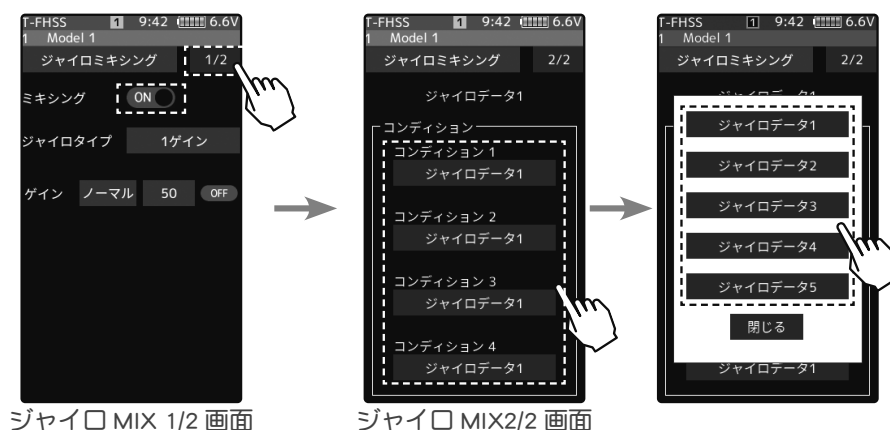 T-FHSS 1 9:42 6.6V
1 Model 1
ジャイロミキシング 1/2
ミキシング ON
ジャイロタイプ 1ゲイン
ゲイン ノーマル 50 OFF
ジャイロ MIX 1/2 画面
T-FHSS 1 9:42 6.6V
1 Model 1
ジャイロミキシング 2/2
ジャイロデータ1
コンディション
コンディション 1
ジャイロデータ1
コンディション 2
ジャイロデータ1
コンディション 3
ジャイロデータ1
コンディション 4
ジャイロデータ1
ジャイロ MIX2/2 画面
T-FHSS 1 9:42 6.6V
1 Model 1
ジャイロミキシング 2/2
ジャイロデータ1
ジャイロデータ2
ジャイロデータ3
ジャイロデータ4
ジャイロデータ5
閉じる
ジャイロデータ1